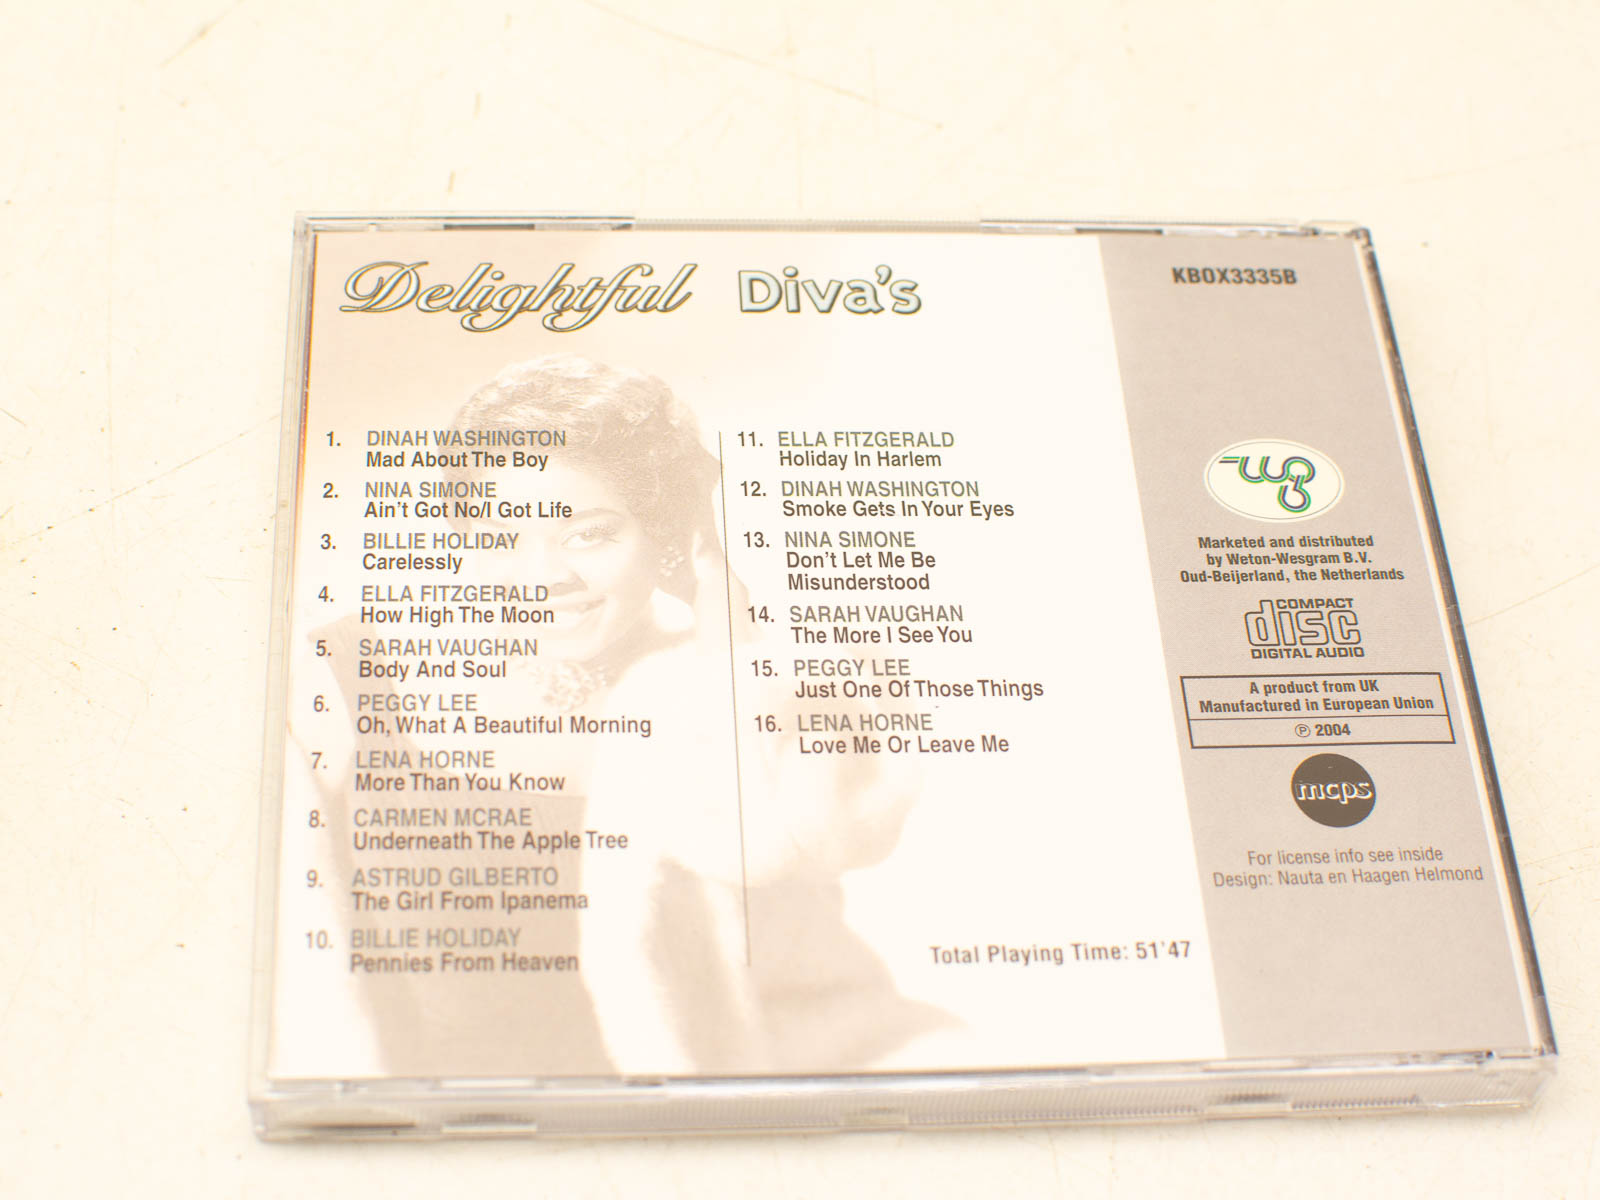 Delightful Diva's
KBOX3335B
1. DINAH WASHINGTON
Mad About The Boy
2. NINA SIMONE
Ain't Got No/I Got Life
3. BILLIE HOLIDAY
Carelessly
4. ELLA FITZGERALD
How High The Moon
5. SARAH VAUGHAN
Body And Soul
6. PEGGY LEE
Oh, What A Beautiful Morning
7. LENA HORNE
More Than You Know
8. CARMEN MCRAE
Underneath The Apple Tree
9. ASTRUD GILBERTO
The Girl From Ipanema
10. BILLIE HOLIDAY
Pennies From Heaven
11. ELLA FITZGERALD
Holiday In Harlem
12. DINAH WASHINGTON
Smoke Gets In Your Eyes
13. NINA SIMONE
Don't Let Me Be
Misunderstood
14. SARAH VAUGHAN
The More I See You
15. PEGGY LEE
Just One Of Those Things
16. LENA HORNE
Love Me Or Leave Me
Total Playing Time: 51'47
Marketed and distributed
by Weton-Wesgram B.V.
Oud-Beijerland, the Netherlands
COMPACT
disc
DIGITAL AUDIO
A product from UK
Manufactured in European Union
℗ 2004
mcps
For license info see inside
Design: Nauta en Haagen Helmond